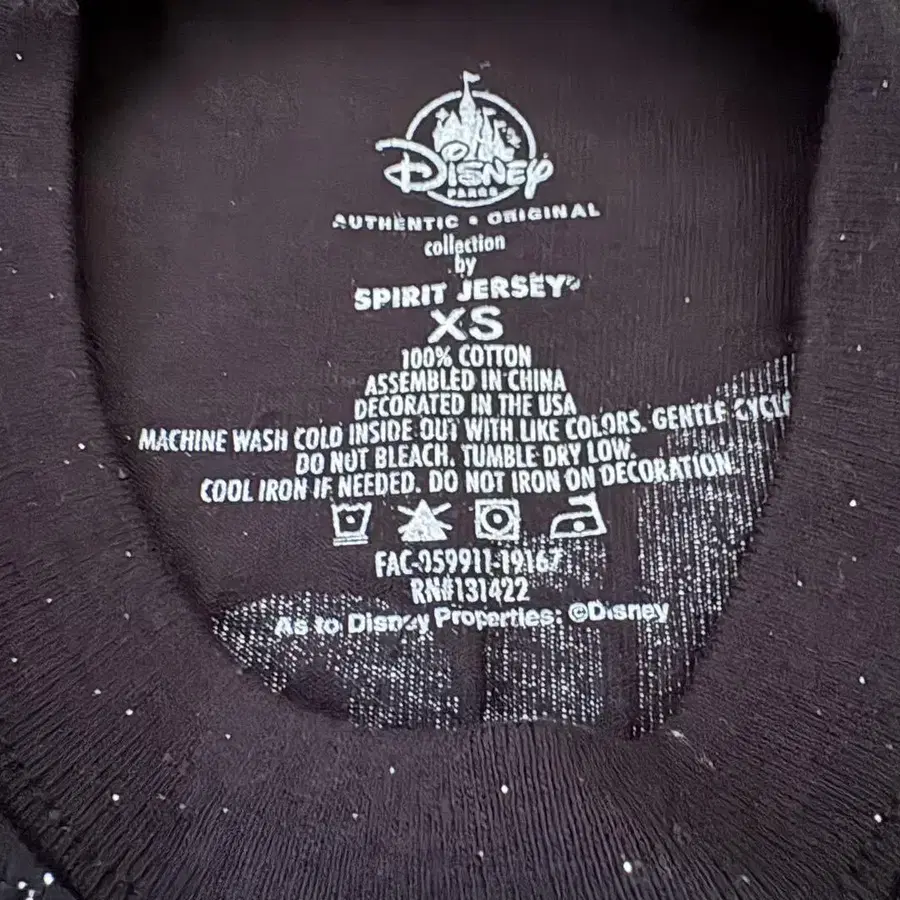 Disney
PARKS
AUTHENTIC • ORIGINAL
collection
by
SPIRIT JERSEY®
XS
100% COTTON
ASSEMBLED IN CHINA
DECORATED IN THE USA
MACHINE WASH COLD INSIDE OUT WITH LIKE COLORS. GENTLE CYCLE
DO NOT BLEACH. TUMBLE DRY LOW.
COOL IRON IF NEEDED. DO NOT IRON ON DECORATION.
FAC-059911-19167
RN#131422
As to Disney Properties: ©Disney